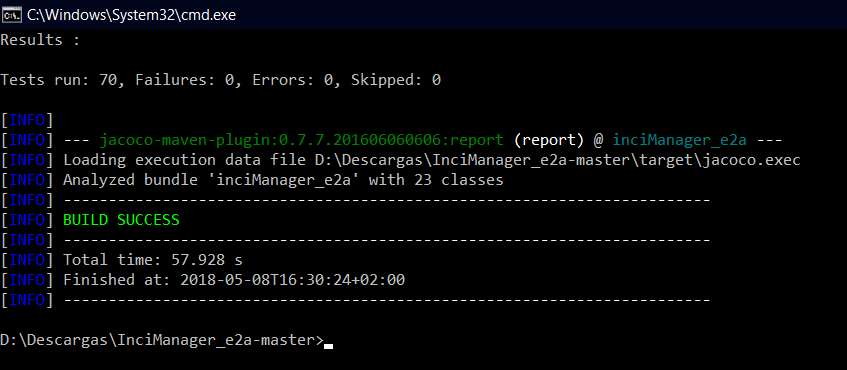 C:\Windows\System32\cmd.exe
Results :
Tests run: 70, Failures: 0, Errors: 0, Skipped: 0
[INFO]
[INFO] --- jacoco-maven-plugin:0.7.7.201606060606:report (report) @ inciManager_e2a ---
[INFO] Loading execution data file D:\Descargas\InciManager_e2a-master\target\jacoco.exec
[INFO] Analyzed bundle 'inciManager_e2a' with 23 classes
[INFO] ------------------------------------------------------------------------
[INFO] BUILD SUCCESS
[INFO] ------------------------------------------------------------------------
[INFO] Total time: 57.928 s
[INFO] Finished at: 2018-05-08T16:30:24+02:00
[INFO] ------------------------------------------------------------------------
D:\Descargas\InciManager_e2a-master>